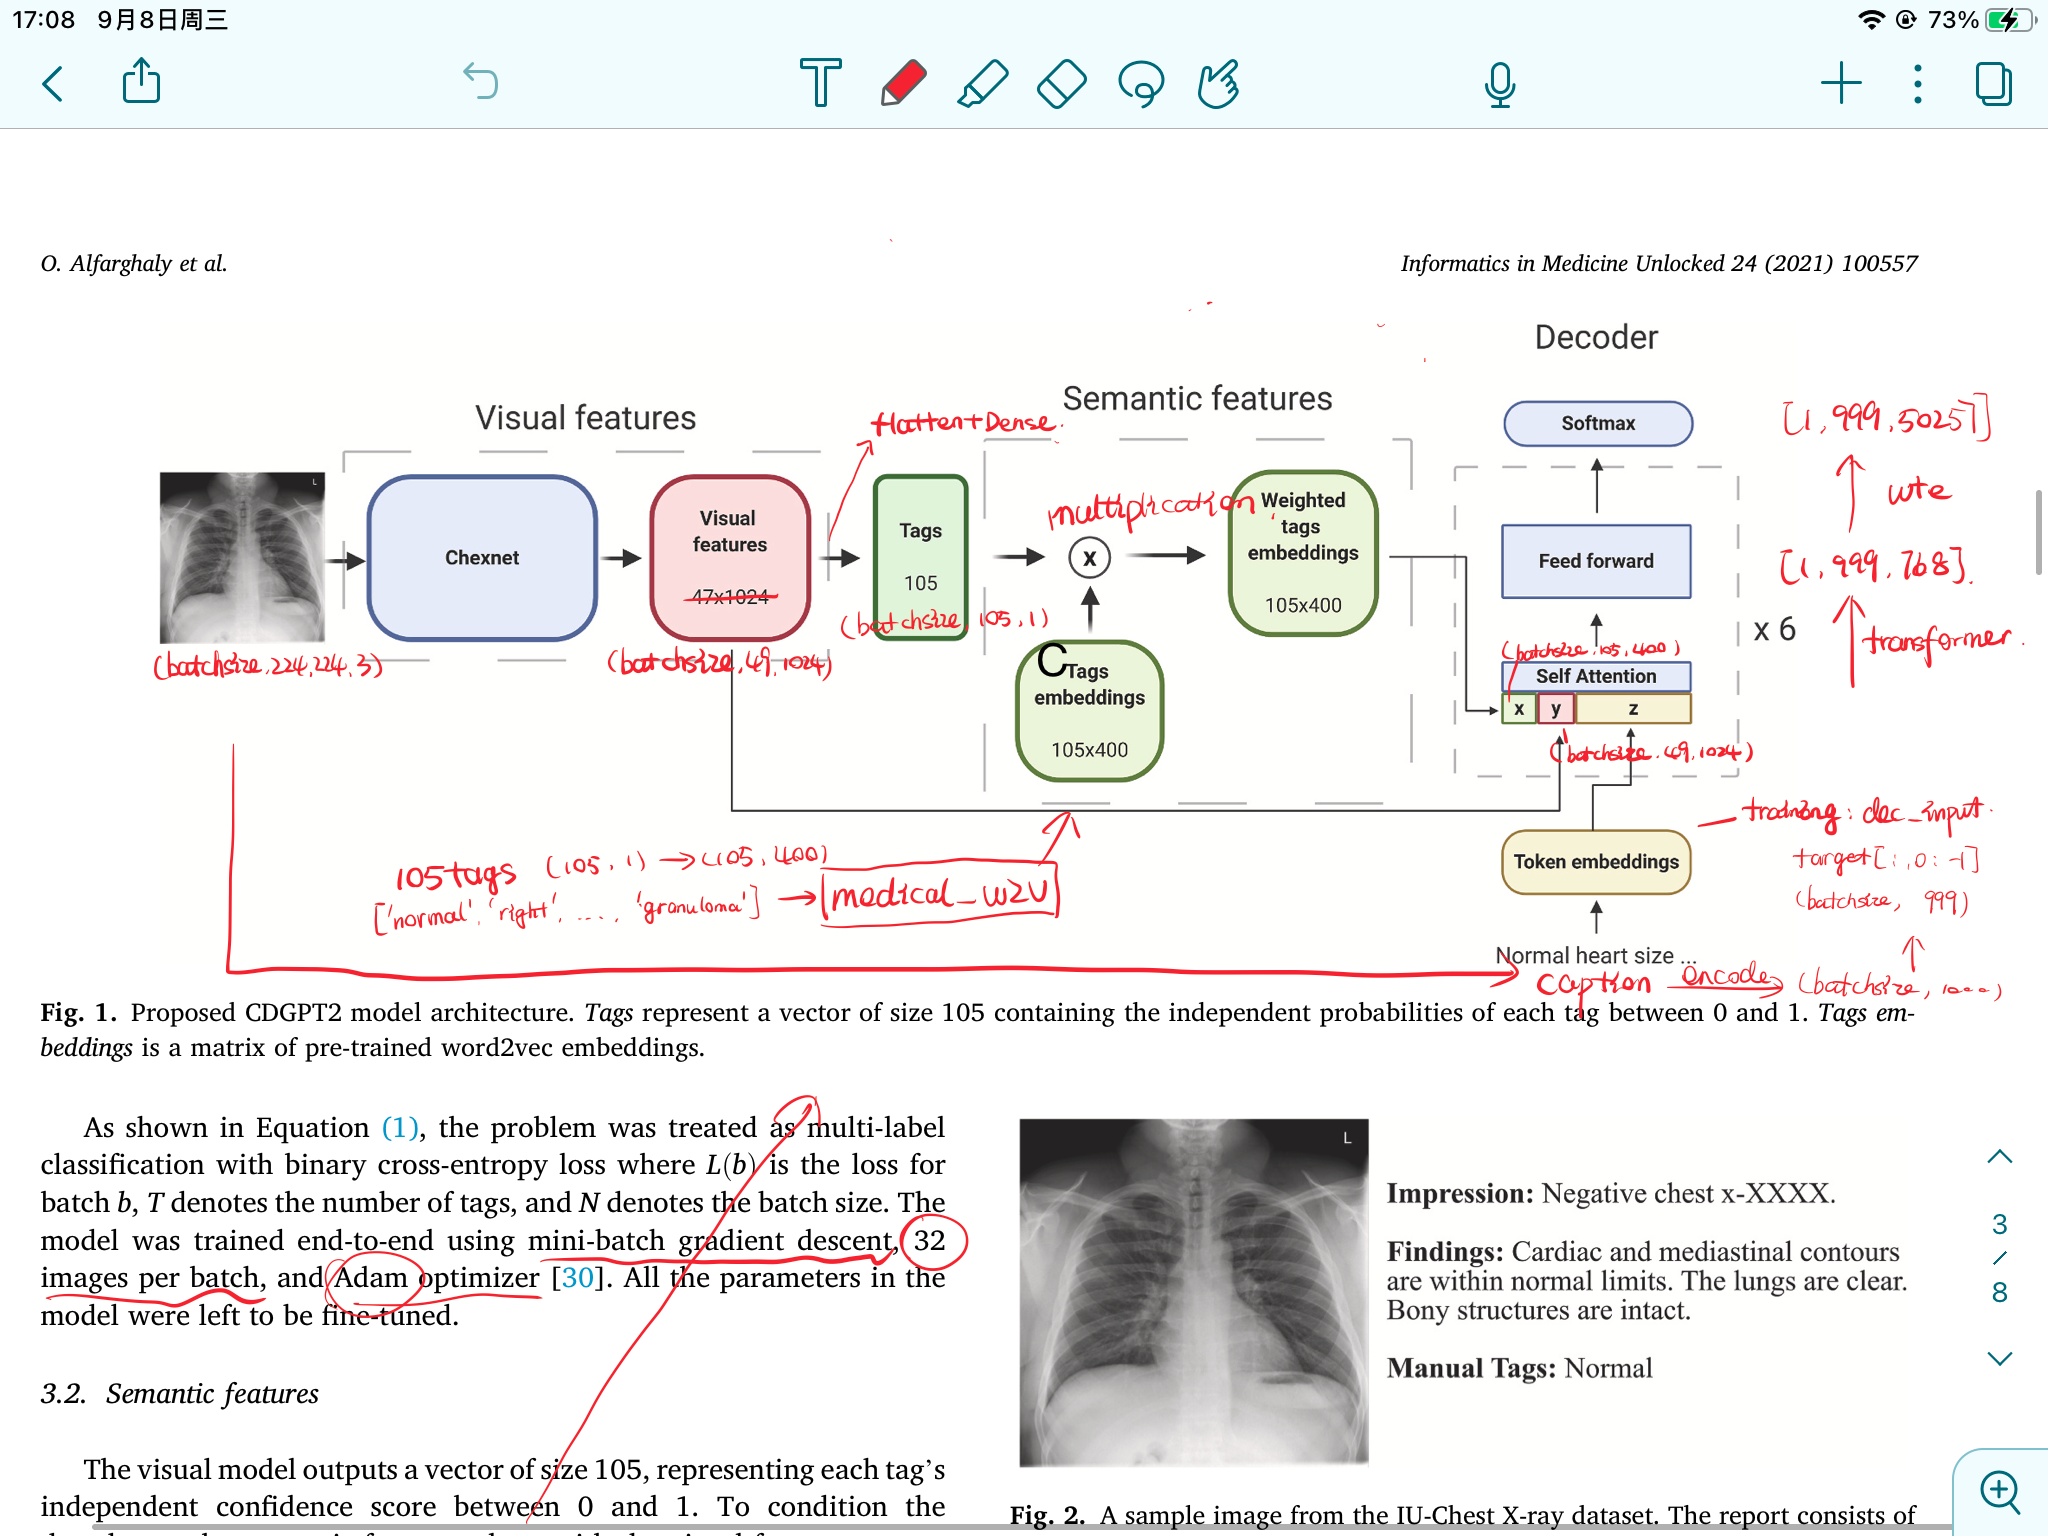 17:08 9月8日周三
73%
O. Alfarghaly et al.
Informatics in Medicine Unlocked 24 (2021) 100557
Decoder
Semantic features
Visual features
flatten+Dense.
Softmax
[1, 999, 5025]
wte
[1, 999, 768].
transformer.
L
Chexnet
Visual
features
47x1024
Tags
105
multiplication
x
Weighted
tags
embeddings
105x400
Feed forward
x 6
(batchsize, 105, 1)
(batchsize, 105, 400)
(batchsize, 224, 224, 3)
(batchsize, 49, 1024)
C
Tags
embeddings
105x400
Self Attention
x y z
(batchsize, 49, 1024)
Token embeddings
training: dec_input.
target[:, 0: -1]
(batchsize, 999)
105tags (105, 1) → (105, 400)
['normal', 'right', ...., 'granuloma'] → medical_w2v
Normal heart size ...
caption encode (batchsize, 1000)
Fig. 1. Proposed CDGPT2 model architecture. Tags represent a vector of size 105 containing the independent probabilities of each tag between 0 and 1. Tags em-
beddings is a matrix of pre-trained word2vec embeddings.
As shown in Equation (1), the problem was treated as multi-label
classification with binary cross-entropy loss where L(b) is the loss for
batch b, T denotes the number of tags, and N denotes the batch size. The
model was trained end-to-end using mini-batch gradient descent, 32
images per batch, and Adam optimizer [30]. All the parameters in the
model were left to be fine-tuned.
3.2. Semantic features
The visual model outputs a vector of size 105, representing each tag's
independent confidence score between 0 and 1. To condition the
L
Impression: Negative chest x-XXXX.
Findings: Cardiac and mediastinal contours
are within normal limits. The lungs are clear.
Bony structures are intact.
Manual Tags: Normal
3
/
8
Fig. 2. A sample image from the IU-Chest X-ray dataset. The report consists of